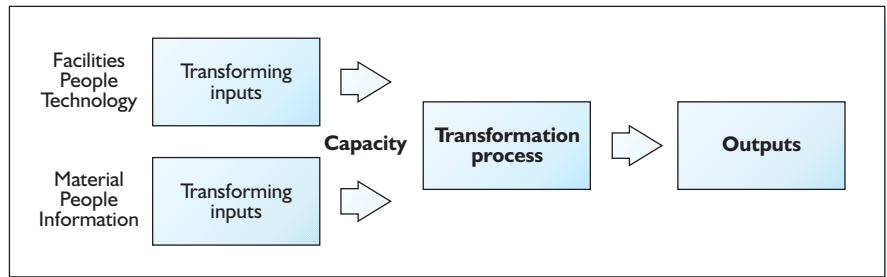 Facilities
People
Technology
Transforming
inputs
Capacity
Material
People
Information
Transforming
inputs
Transformation
process
Outputs